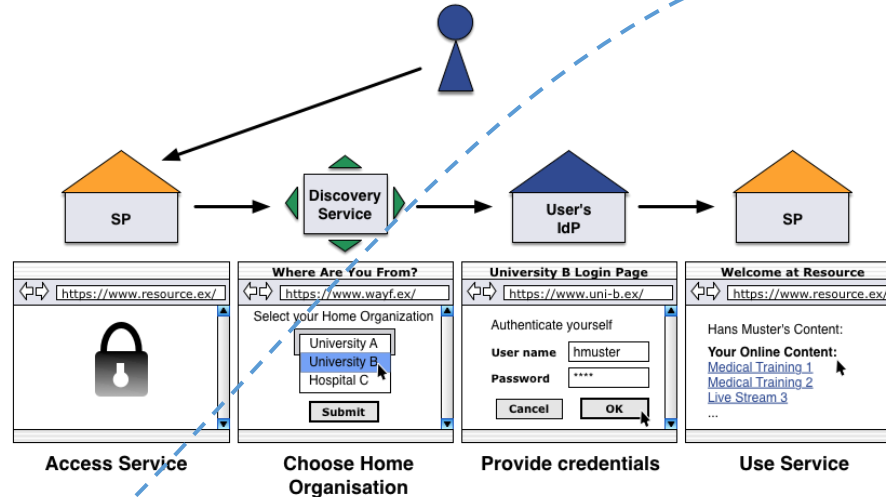 SP
Discovery
Service
User's
IdP
SP
Where Are You From?
University B Login Page
Welcome at Resource
https://www.resource.ex/
https://www.wayf.ex/
https://www.uni-b.ex/
https://www.resource.ex/
Select your Home Organization
University A
University B
Hospital C
Submit
Authenticate yourself
User name hmuster
Password ****
Cancel OK
Hans Muster's Content:
Your Online Content:
Medical Training 1
Medical Training 2
Live Stream 3
...
Access Service
Choose Home
Organisation
Provide credentials
Use Service